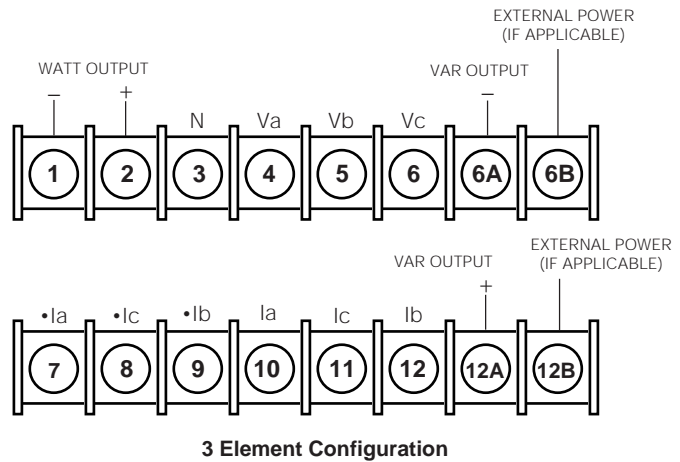 EXTERNAL POWER
(IF APPLICABLE)
WATT OUTPUT
VAR OUTPUT
– + –
N Va Vb Vc
1 2 3 4 5 6 6A 6B
EXTERNAL POWER
(IF APPLICABLE)
VAR OUTPUT
+
•Ia •Ic •Ib Ia Ic Ib
7 8 9 10 11 12 12A 12B
3 Element Configuration